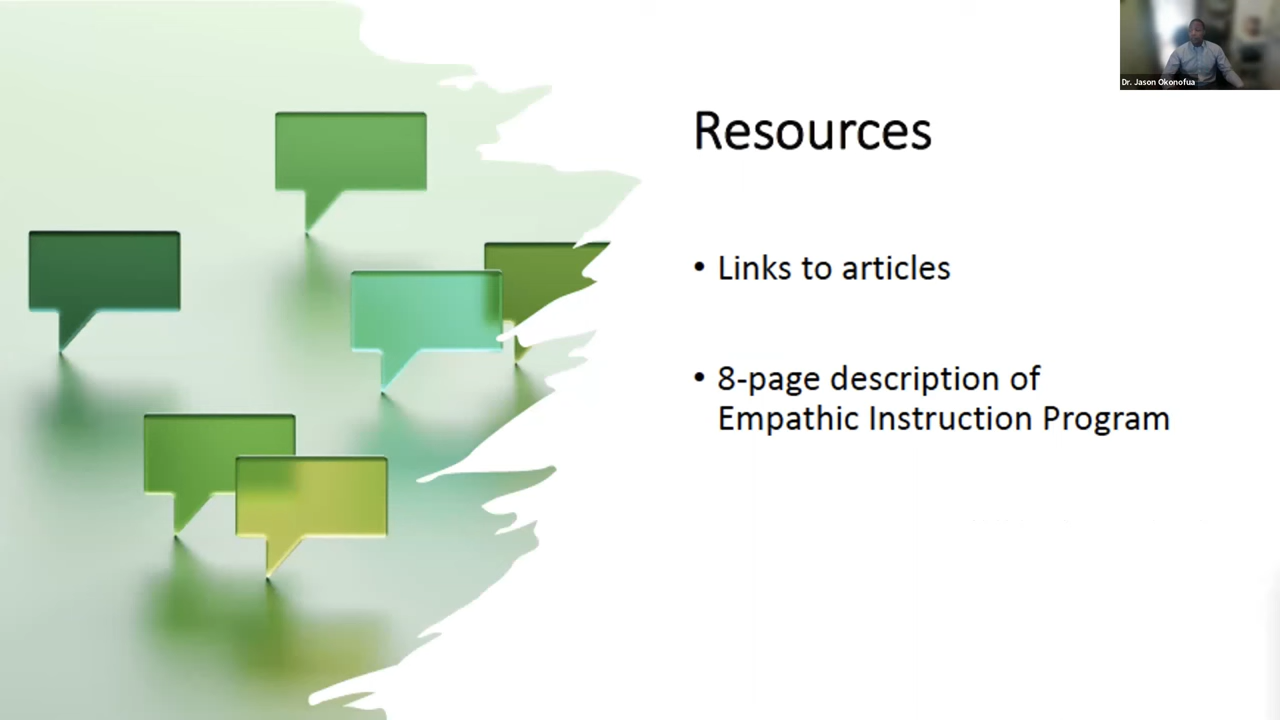 Dr. Jason Okonofua
Resources
• Links to articles
• 8-page description of
Empathic Instruction Program